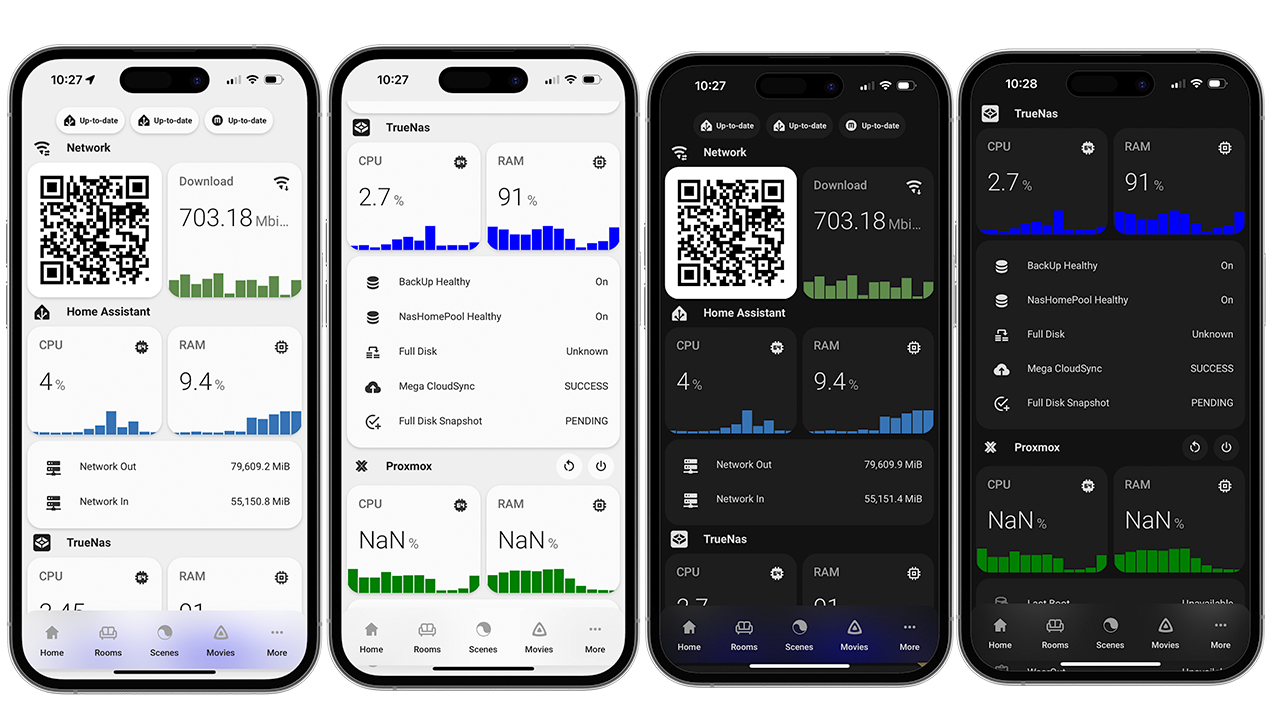 10:27
Up-to-date Up-to-date Up-to-date
Network
Download
703.18 Mbi...
Home Assistant
CPU RAM
4 % 9.4 %
Network Out 79,609.2 MiB
Network In 55,150.8 MiB
TrueNas
CPU RAM
Home Rooms Scenes Movies More
10:27
TrueNas
CPU 64 RAM
2.7 % 91 %
BackUp Healthy On
NasHomePool Healthy On
Full Disk Unknown
Mega CloudSync SUCCESS
Full Disk Snapshot PENDING
Proxmox
CPU 64 RAM
NaN % NaN %
Home Rooms Scenes Movies More
10:27
Up-to-date Up-to-date Up-to-date
Network
Download
703.18 Mbi...
Home Assistant
CPU 64 RAM
4 % 9.4 %
Network Out 79,609.9 MiB
Network In 55,151.4 MiB
TrueNas
CPU 64 RAM
Home Rooms Scenes Movies More
10:28
TrueNas
CPU 64 RAM
2.7 % 91 %
BackUp Healthy On
NasHomePool Healthy On
Full Disk Unknown
Mega CloudSync SUCCESS
Full Disk Snapshot PENDING
Proxmox
CPU 64 RAM
NaN % NaN %
Last Boot Unavailable
Home Rooms Scenes Movies More